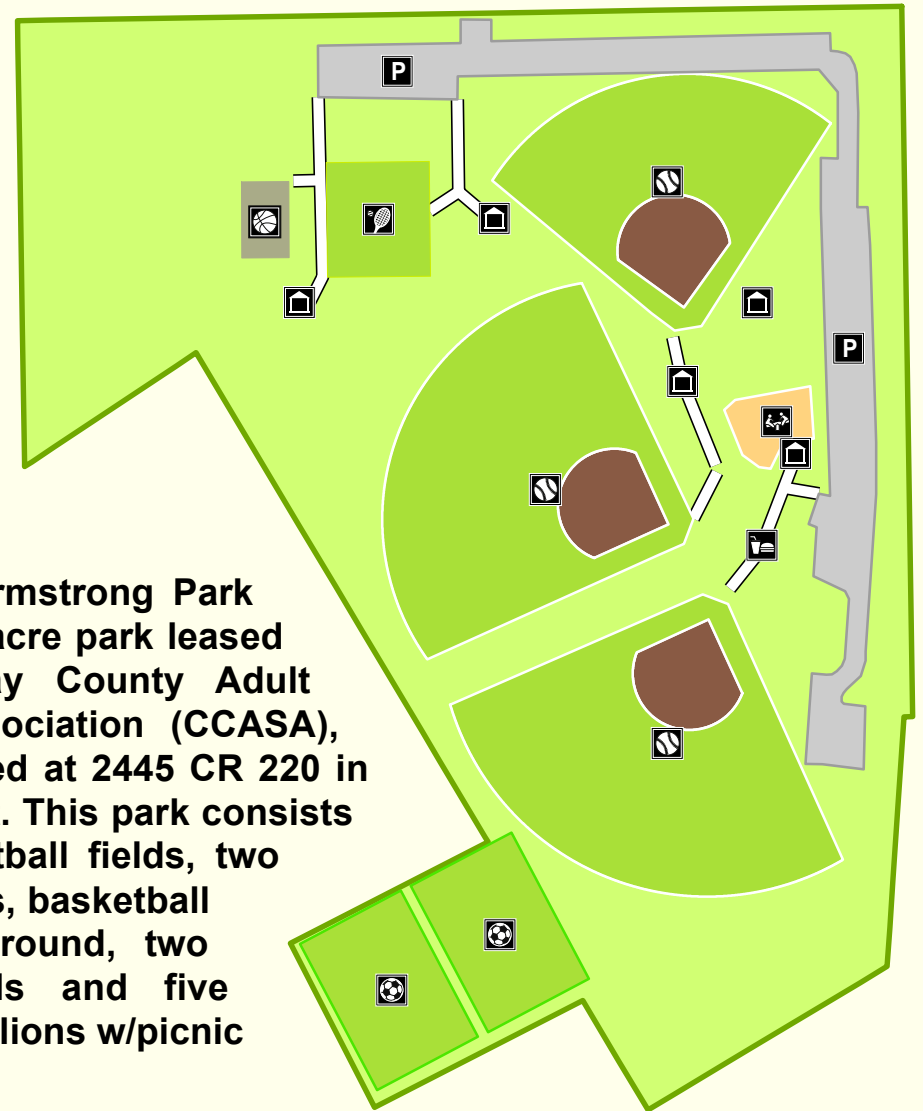 P
P
rmstrong Park
acre park leased
ay County Adult
ociation (CCASA),
ed at 2445 CR 220 in
. This park consists
tball fields, two
s, basketball
round, two
ls and five
lions w/picnic